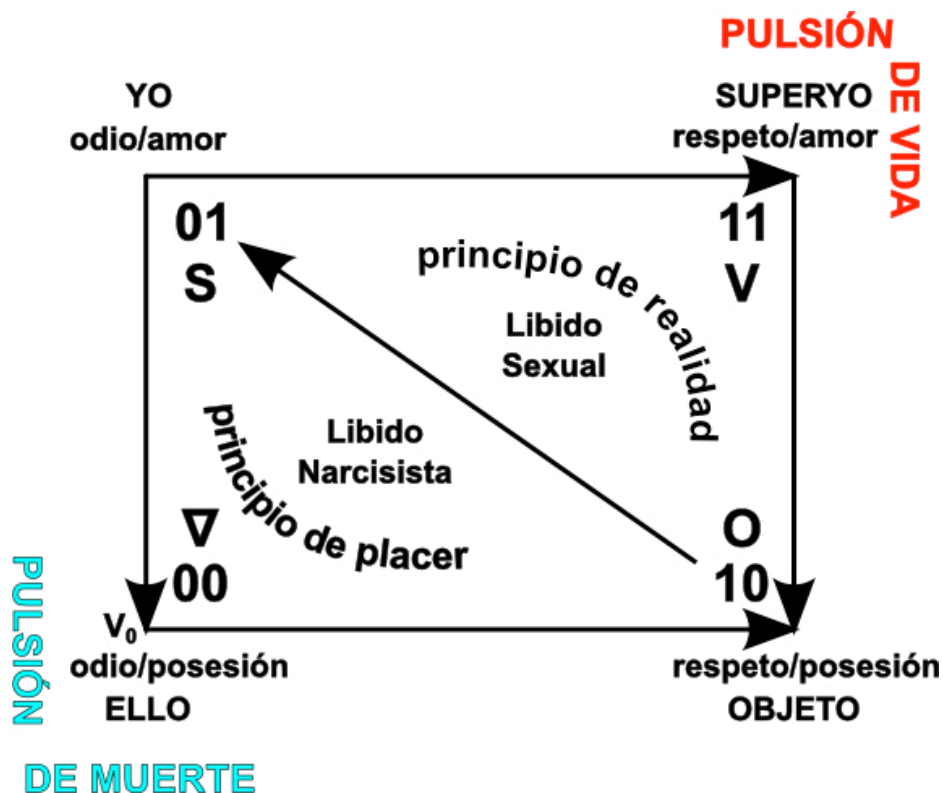 PULSIÓN
DE VIDA
YO
odio/amor
SUPERYO
respeto/amor
01
S
11
V
principio de realidad
Libido
Sexual
Libido
Narcisista
principio de placer
∇
00
O
10
V₀
odio/posesión
ELLO
respeto/posesión
OBJETO
PULSIÓN
DE MUERTE